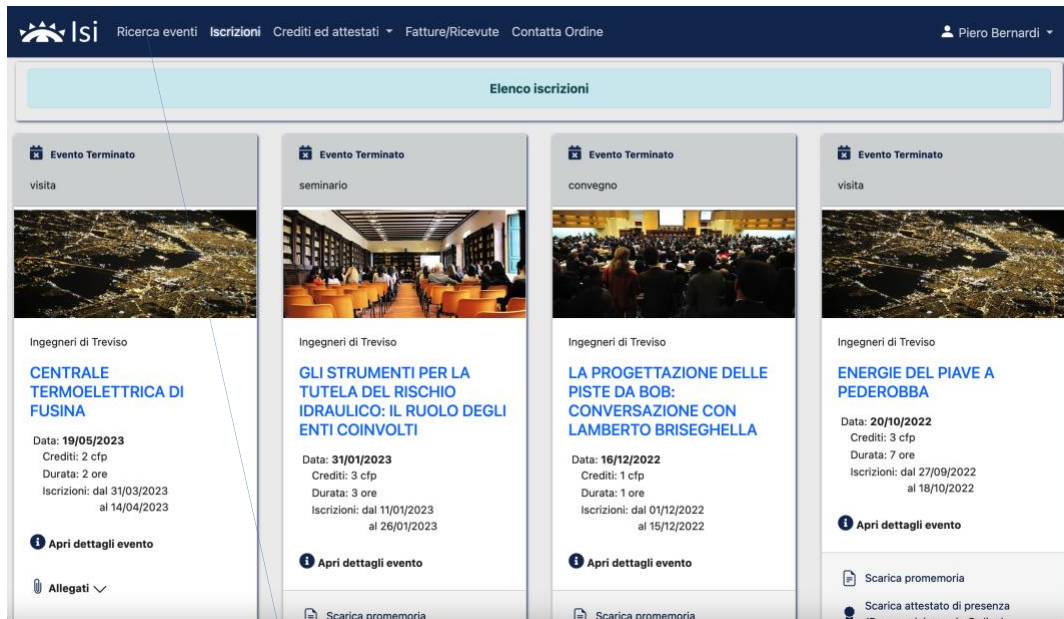 Isi
Ricerca eventi Iscrizioni Crediti ed attestati Fatture/Ricevute Contatta Ordine
Piero Bernardi
Elenco iscrizioni
Evento Terminato
visita
Ingegneri di Treviso
CENTRALE
TERMOELETTRICA DI
FUSINA
Data: 19/05/2023
Crediti: 2 cfp
Durata: 2 ore
Iscrizioni: dal 31/03/2023
al 14/04/2023
Apri dettagli evento
Allegati
Evento Terminato
seminario
Ingegneri di Treviso
GLI STRUMENTI PER LA
TUTELA DEL RISCHIO
IDRAULICO: IL RUOLO DEGLI
ENTI COINVOLTI
Data: 31/01/2023
Crediti: 3 cfp
Durata: 3 ore
Iscrizioni: dal 11/01/2023
al 26/01/2023
Apri dettagli evento
Scarica promemoria
Evento Terminato
convegno
Ingegneri di Treviso
LA PROGETTAZIONE DELLE
PISTE DA BOB:
CONVERSAZIONE CON
LAMBERTO BRISEGHELLA
Data: 16/12/2022
Crediti: 1 cfp
Durata: 1 ore
Iscrizioni: dal 01/12/2022
al 15/12/2022
Apri dettagli evento
Scarica promemoria
Evento Terminato
visita
Ingegneri di Treviso
ENERGIE DEL PIAVE A
PEDEROBBA
Data: 20/10/2022
Crediti: 3 cfp
Durata: 7 ore
Iscrizioni: dal 27/09/2022
al 18/10/2022
Apri dettagli evento
Scarica promemoria
Scarica attestato di presenza